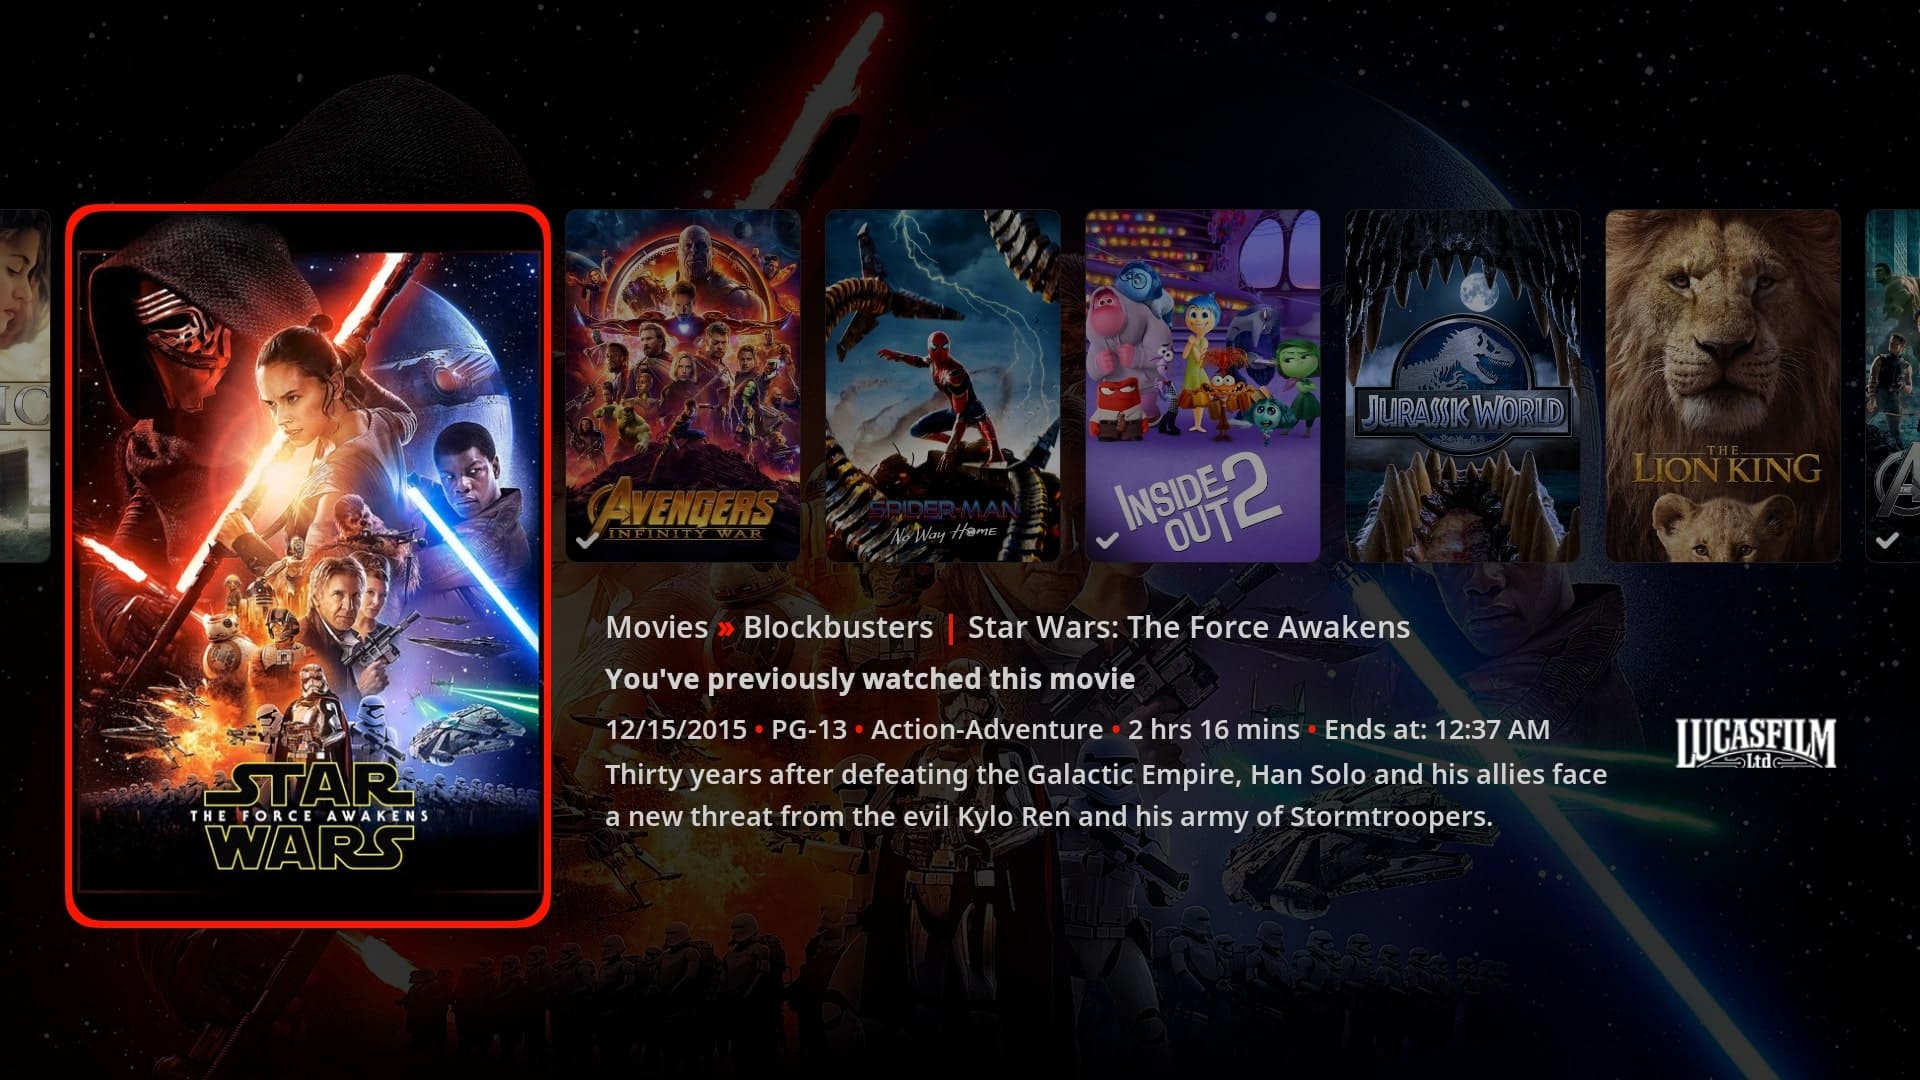 IC
STAR
THE FORCE AWAKENS
WARS
AVENGERS
INFINITY WAR
SPIDER-MAN
No Way Home
INSIDE
OUT 2
JURASSIC WORLD
THE
LION KING
Movies » Blockbusters | Star Wars: The Force Awakens
You've previously watched this movie
12/15/2015 • PG-13 • Action-Adventure • 2 hrs 16 mins • Ends at: 12:37 AM
Thirty years after defeating the Galactic Empire, Han Solo and his allies face
a new threat from the evil Kylo Ren and his army of Stormtroopers.
LUCASFILM
Ltd